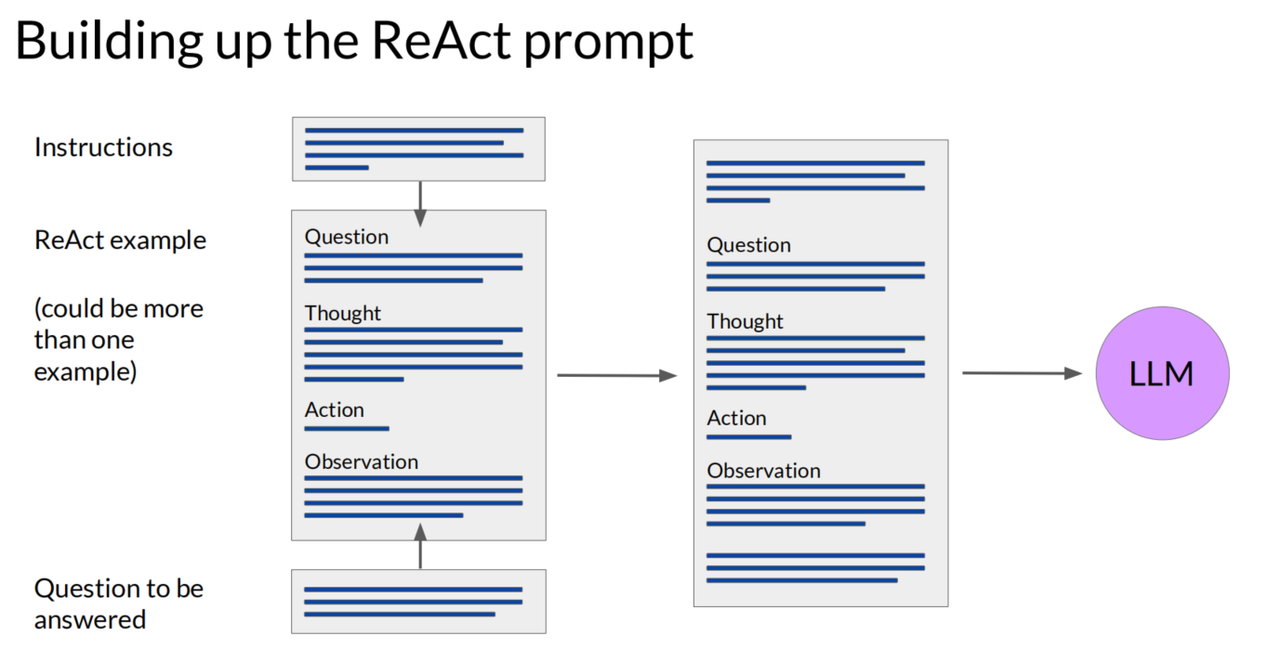 Building up the ReAct prompt
Instructions
ReAct example
(could be more
than one
example)
Question to be
answered
Question
Thought
Action
Observation
Question
Thought
Action
Observation
LLM